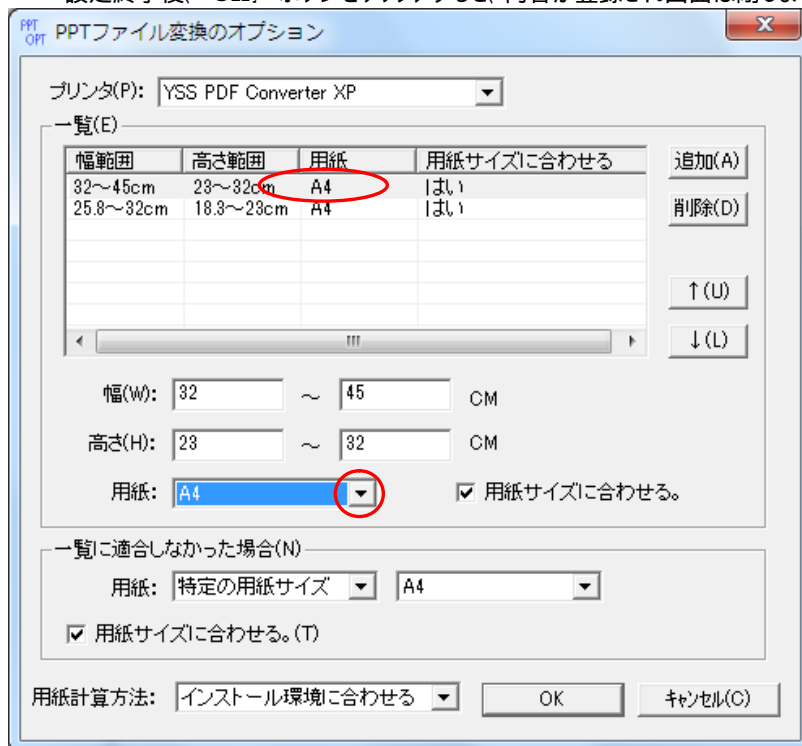 PPT OPT PPTファイル変換のオプション X
プリンタ(P): YSS PDF Converter XP
一覧(E)
幅範囲 高さ範囲 用紙 用紙サイズに合わせる 追加(A)
32～45cm 23～32cm A4 はい
25.8～32cm 18.3～23cm A4 はい 削除(D)
↑(U)
↓(L)
幅(W): 32 ～ 45 CM
高さ(H): 23 ～ 32 CM
用紙: A4 用紙サイズに合わせる。
一覧に適合しなかった場合(N)
用紙: 特定の用紙サイズ A4
用紙サイズに合わせる。(T)
用紙計算方法: インストール環境に合わせる OK キャンセル(C)